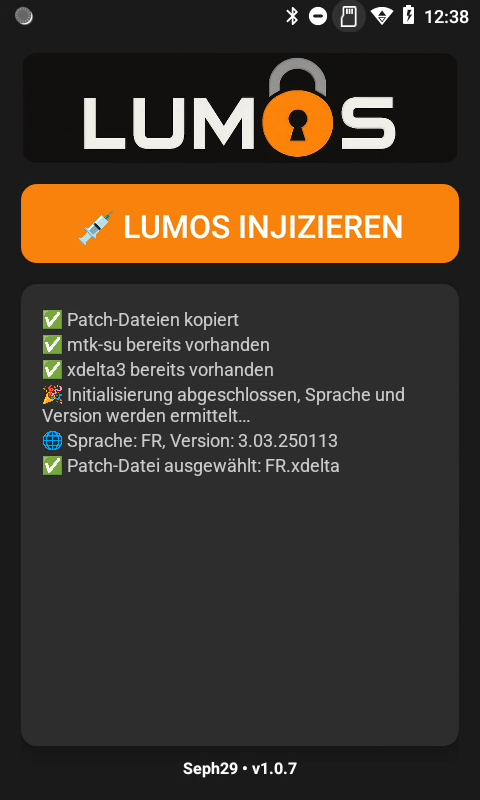 12:38
LUMOS
LUMOS INJIZIEREN
✅ Patch-Dateien kopiert
✅ mtk-su bereits vorhanden
✅ xdelta3 bereits vorhanden
🎉 Initialisierung abgeschlossen, Sprache und
Version werden ermittelt...
🌐 Sprache: FR, Version: 3.03.250113
✅ Patch-Datei ausgewählt: FR.xdelta
Seph29 • v1.0.7